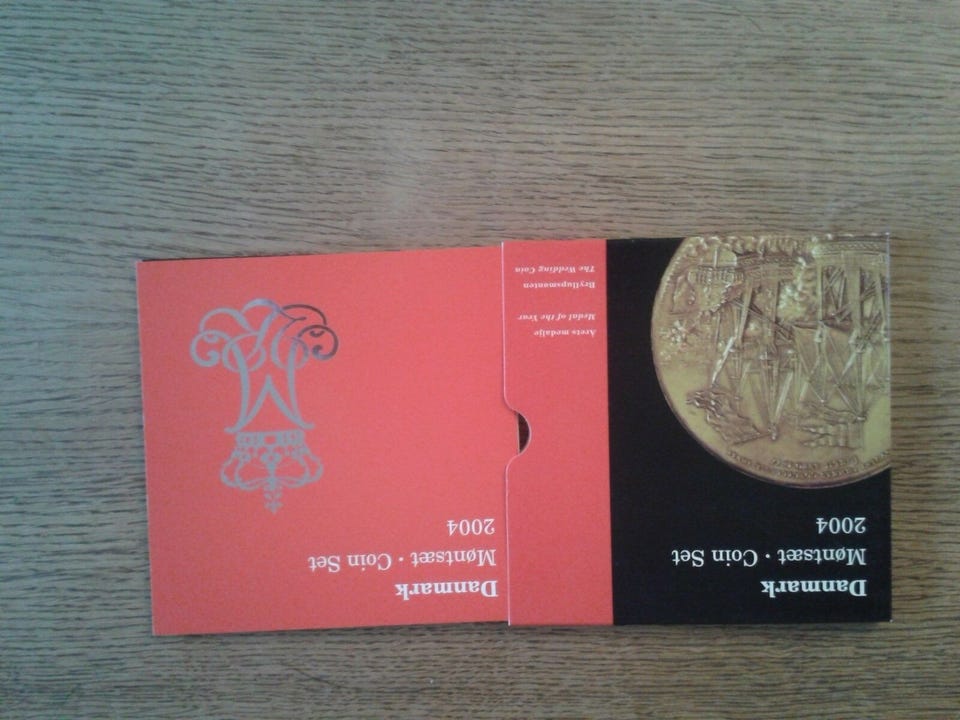 Danmark
Møntsæt · Coin Set
2004
Årets medalje
Medal of the Year
Bryllupsmønten
The Wedding Coin
Danmark
Møntsæt · Coin Set
2004